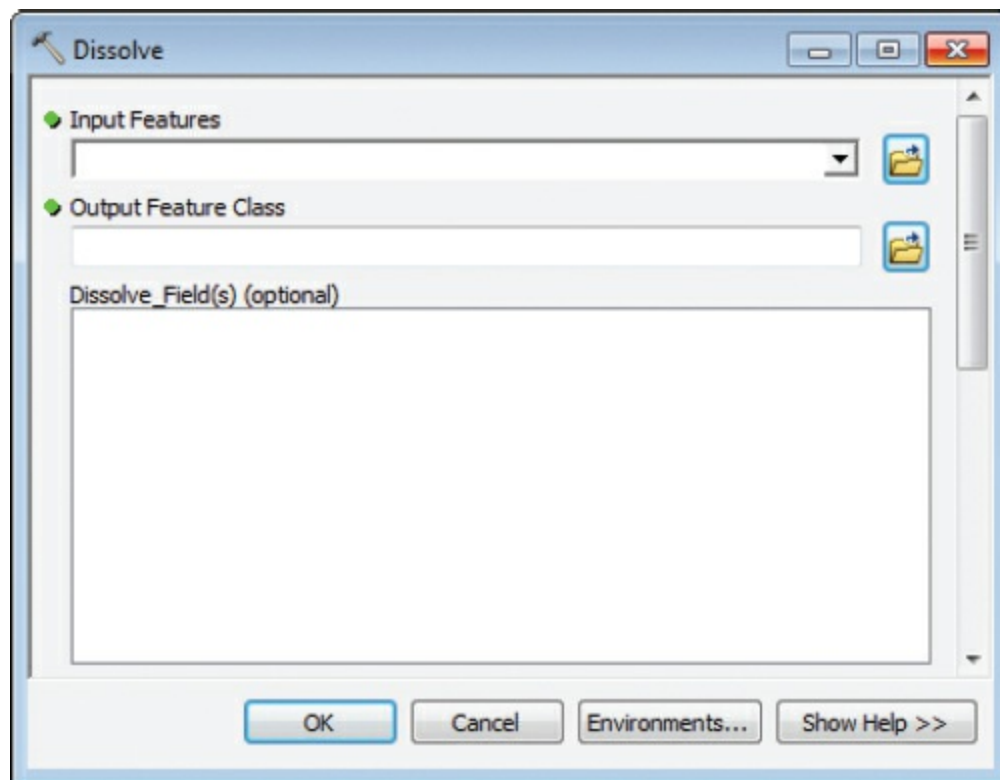 Dissolve
Input Features
Output Feature Class
Dissolve_Field(s) (optional)
OK Cancel Environments... Show Help >>